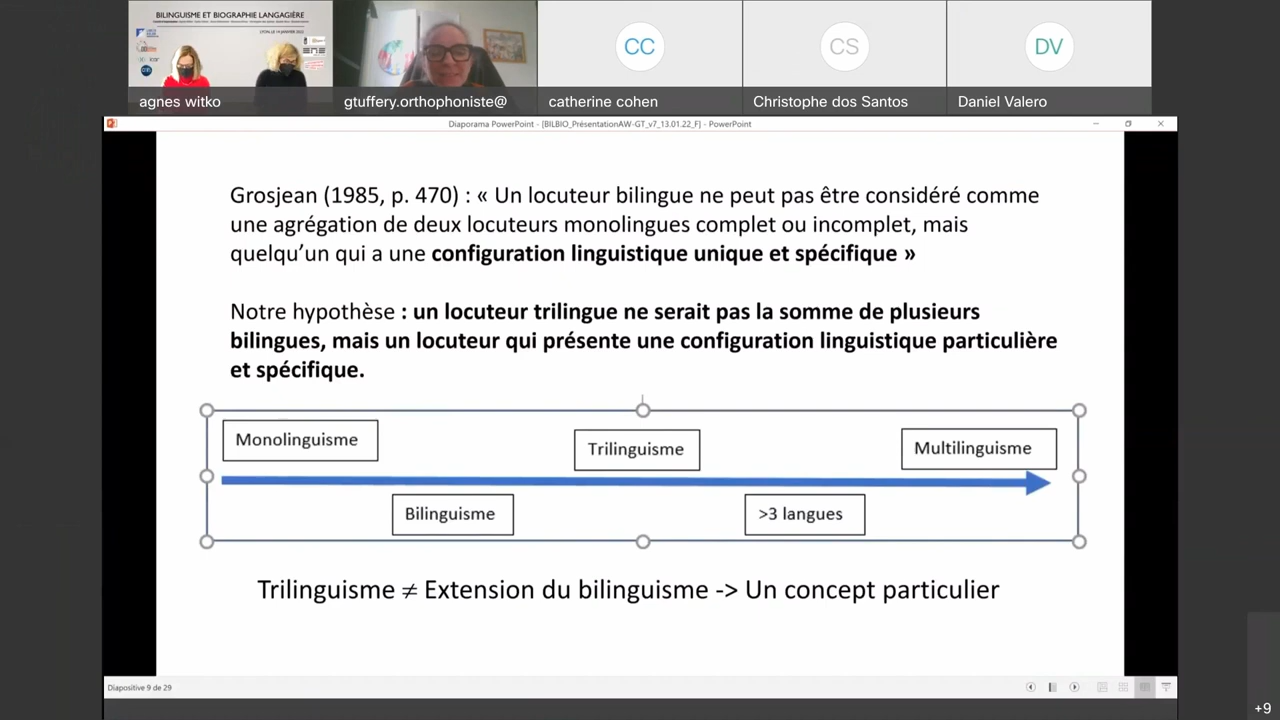 BILINGUISME ET BIOGRAPHIE LANGAGIÈRE
LYON LE 14 JANVIER 2022
agnes witko
gtuffery.orthophoniste@
CC
catherine cohen
CS
Christophe dos Santos
DV
Daniel Valero
Diaporama PowerPoint - [BILBIO_PrésentationAW-GT_v7_13.01.22_F] - PowerPoint
Grosjean (1985, p. 470) : « Un locuteur bilingue ne peut pas être considéré comme
une agrégation de deux locuteurs monolingues complet ou incomplet, mais
quelqu’un qui a une configuration linguistique unique et spécifique »
Notre hypothèse : un locuteur trilingue ne serait pas la somme de plusieurs
bilingues, mais un locuteur qui présente une configuration linguistique particulière
et spécifique.
Monolinguisme
Trilinguisme
Multilinguisme
Bilinguisme
>3 langues
Trilinguisme ≠ Extension du bilinguisme -> Un concept particulier
Diapositive 9 de 29
+9